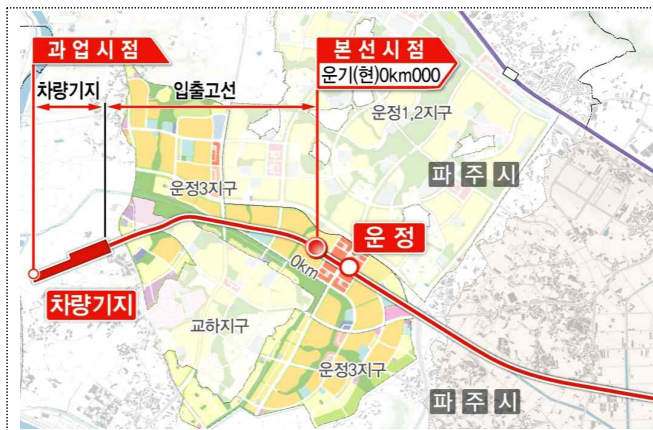 과업시점
본선시점
운기(현)0km000
차량기지
입출고선
운정1,2지구
파주시
운정3지구
운정
0km
차량기지
교하지구
운정3지구
파주시